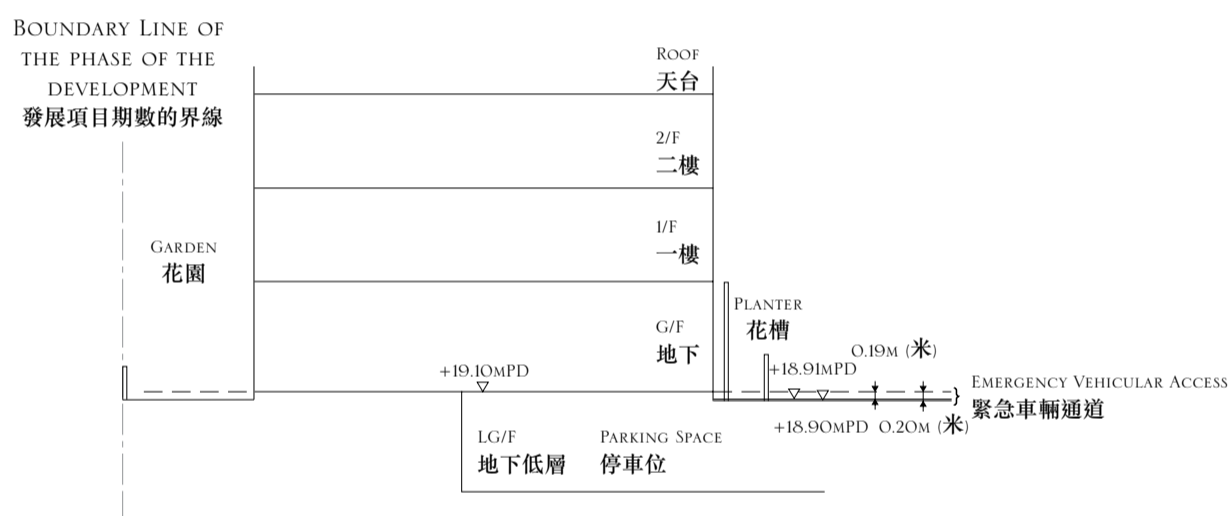 BOUNDARY LINE OF
THE PHASE OF THE
DEVELOPMENT
發展項目期數的界線
ROOF
天台
2/F
二樓
1/F
一樓
GARDEN
花園
PLANTER
花槽
G/F
地下
0.19M (米)
+19.10MPD
+18.91MPD
EMERGENCY VEHICULAR ACCESS
緊急車輛通道
+18.90MPD 0.20M (米)
LG/F
地下低層
PARKING SPACE
停車位